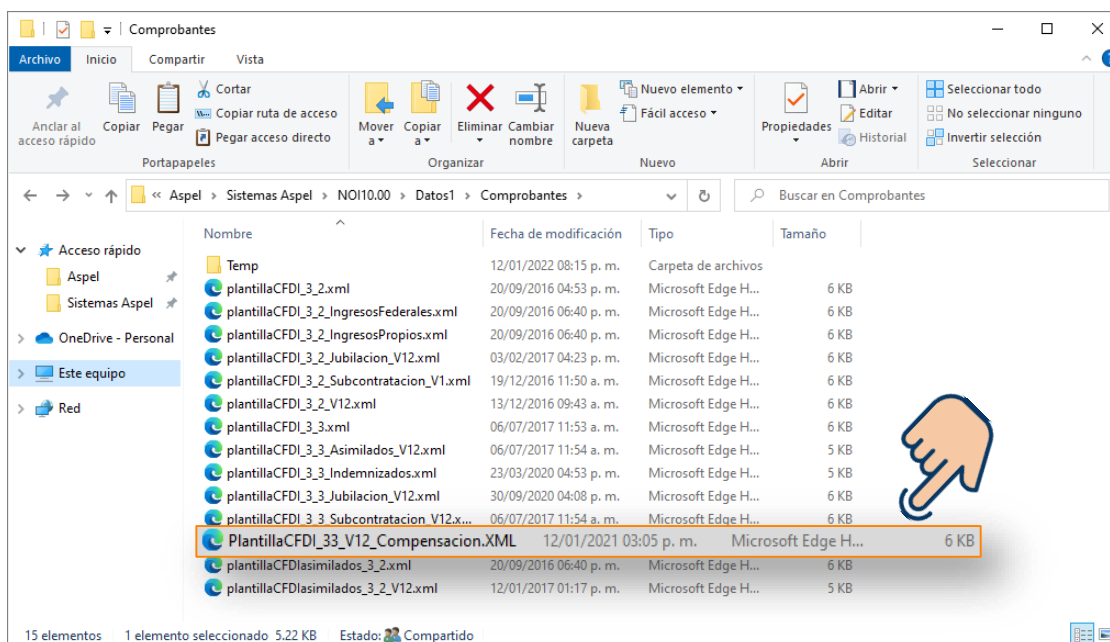 Comprobantes
Archivo Inicio Compartir Vista
Anclar al acceso rápido
Copiar
Pegar
Cortar
Copiar ruta de acceso
Pegar acceso directo
Portapapeles
Mover a
Copiar a
Eliminar
Cambiar nombre
Organizar
Nueva carpeta
Nuevo elemento
Fácil acceso
Nuevo
Propiedades
Abrir
Editar
Historial
Abrir
Seleccionar todo
No seleccionar ninguno
Invertir selección
Seleccionar
« Aspel > Sistemas Aspel > NOI10.00 > Datos1 > Comprobantes >
Buscar en Comprobantes
Acceso rápido
Aspel
Sistemas Aspel
OneDrive - Personal
Este equipo
Red
Nombre Fecha de modificación Tipo Tamaño
Temp 12/01/2022 08:15 p. m. Carpeta de archivos
plantillaCFDI_3_2.xml 20/09/2016 04:53 p. m. Microsoft Edge H... 6 KB
plantillaCFDI_3_2_IngresosFederales.xml 20/09/2016 06:40 p. m. Microsoft Edge H... 6 KB
plantillaCFDI_3_2_IngresosPropios.xml 20/09/2016 06:40 p. m. Microsoft Edge H... 6 KB
plantillaCFDI_3_2_Jubilacion_V12.xml 03/02/2017 04:23 p. m. Microsoft Edge H... 6 KB
plantillaCFDI_3_2_Subcontratacion_V1.xml 19/12/2016 11:50 a. m. Microsoft Edge H... 6 KB
plantillaCFDI_3_2_V12.xml 13/12/2016 09:43 a. m. Microsoft Edge H... 6 KB
plantillaCFDI_3_3.xml 06/07/2017 11:53 a. m. Microsoft Edge H... 6 KB
plantillaCFDI_3_3_Asimilados_V12.xml 06/07/2017 11:54 a. m. Microsoft Edge H... 5 KB
plantillaCFDI_3_3_Indemnizados.xml 23/03/2020 04:53 p. m. Microsoft Edge H... 5 KB
plantillaCFDI_3_3_Jubilacion_V12.xml 30/09/2020 04:08 p. m. Microsoft Edge H... 6 KB
plantillaCFDI_3_3_Subcontratacion_V12.x... 06/07/2017 11:54 a. m. Microsoft Edge H... 6 KB
PlantillaCFDI_33_V12_Compensacion.XML 12/01/2021 03:05 p. m. Microsoft Edge H... 6 KB
plantillaCFDIasimilados_3_2.xml 20/09/2016 06:40 p. m. Microsoft Edge H... 6 KB
plantillaCFDIasimilados_3_2_V12.xml 12/01/2017 01:17 p. m. Microsoft Edge H... 5 KB
15 elementos 1 elemento seleccionado 5.22 KB Estado: Compartido